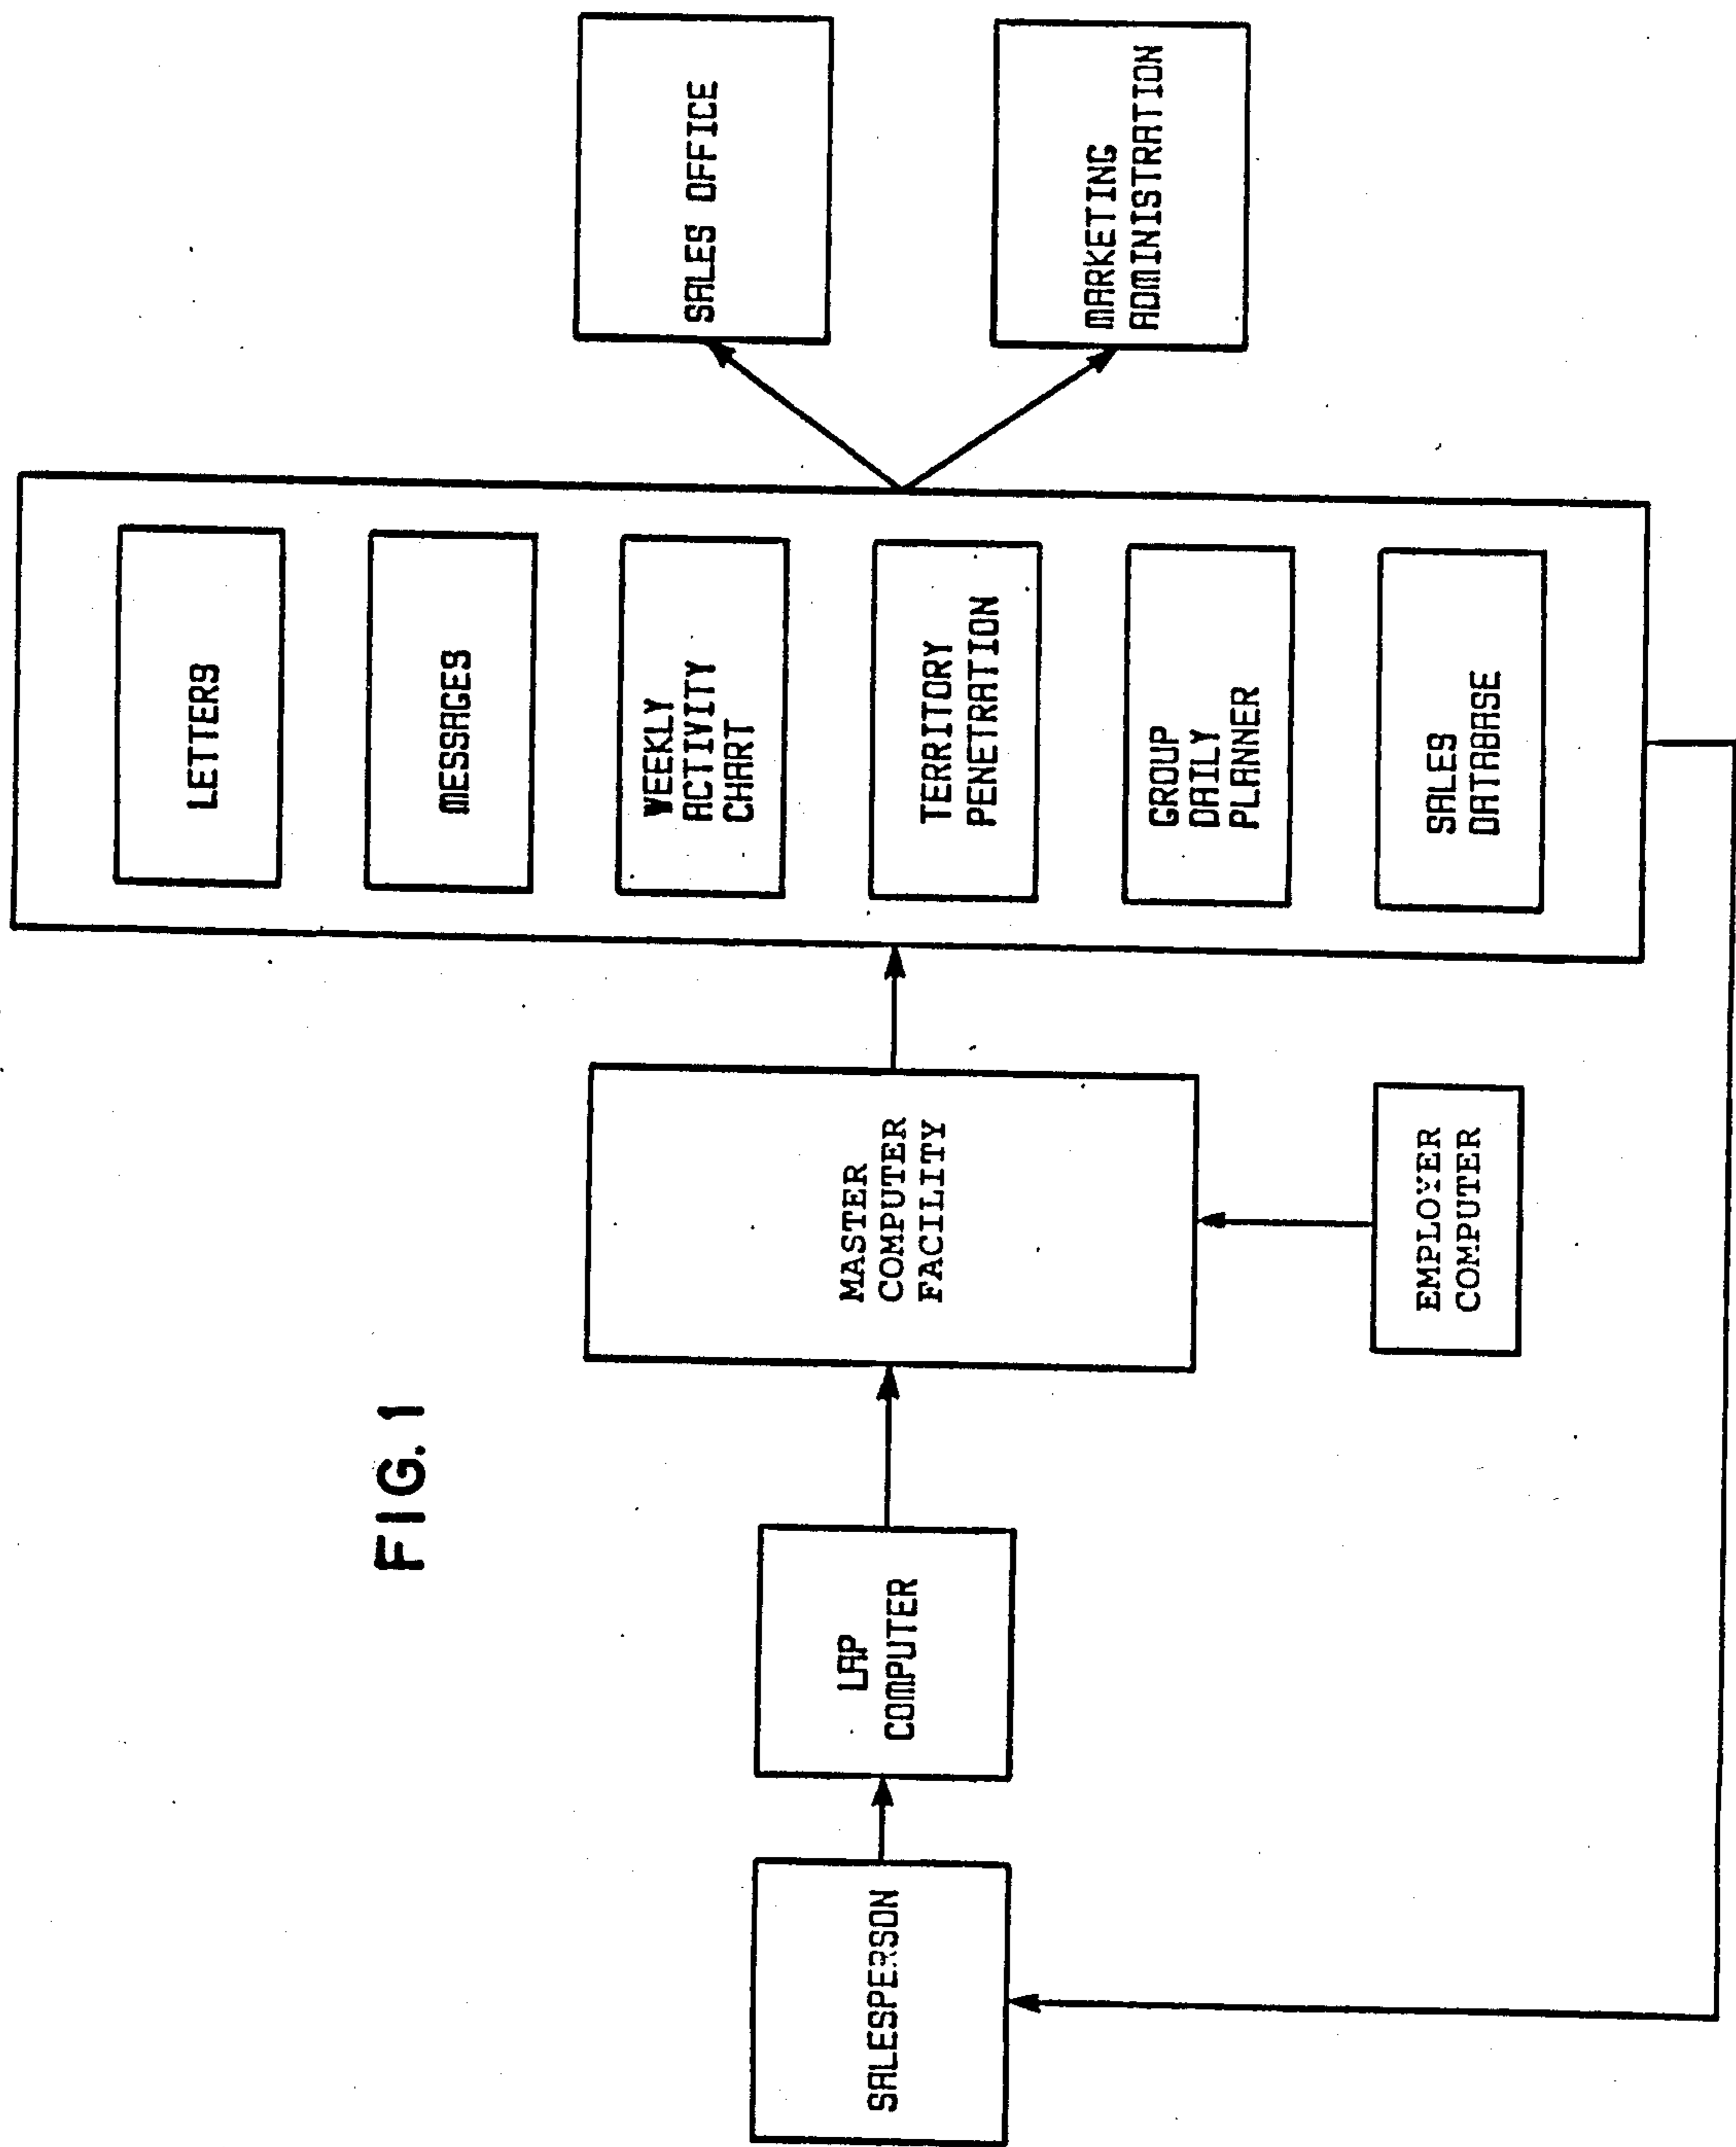 FIG. 1
SALESPERSON
LAP
COMPUTER
MASTER
COMPUTER
FACILITY
EMPLOYER
COMPUTER
LETTERS
MESSAGES
WEEKLY
ACTIVITY
CHART
TERRITORY
PENETRATION
GROUP
DAILY
PLANNER
SALES
DATABASE
SALES OFFICE
MARKETING
ADMINISTRATION